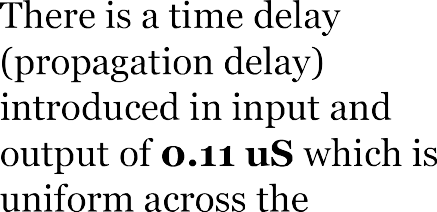 There is a time delay
(propagation delay)
introduced in input and
output of 0.11 uS which is
uniform across the